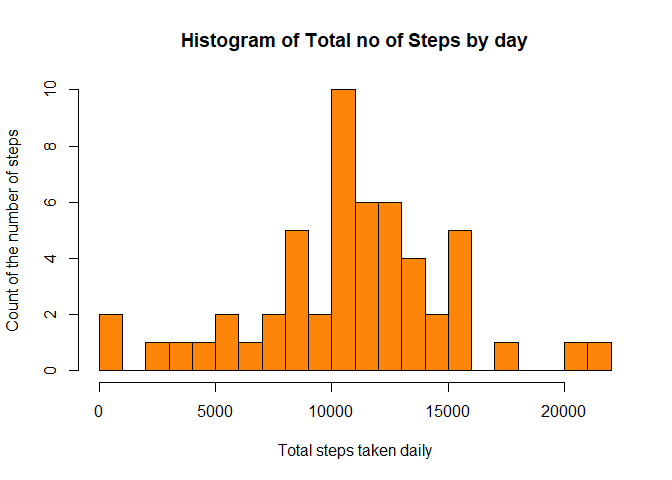 Histogram of Total no of Steps by day
Count of the number of steps
10
8
6
4
2
0
0 5000 10000 15000 20000
Total steps taken daily